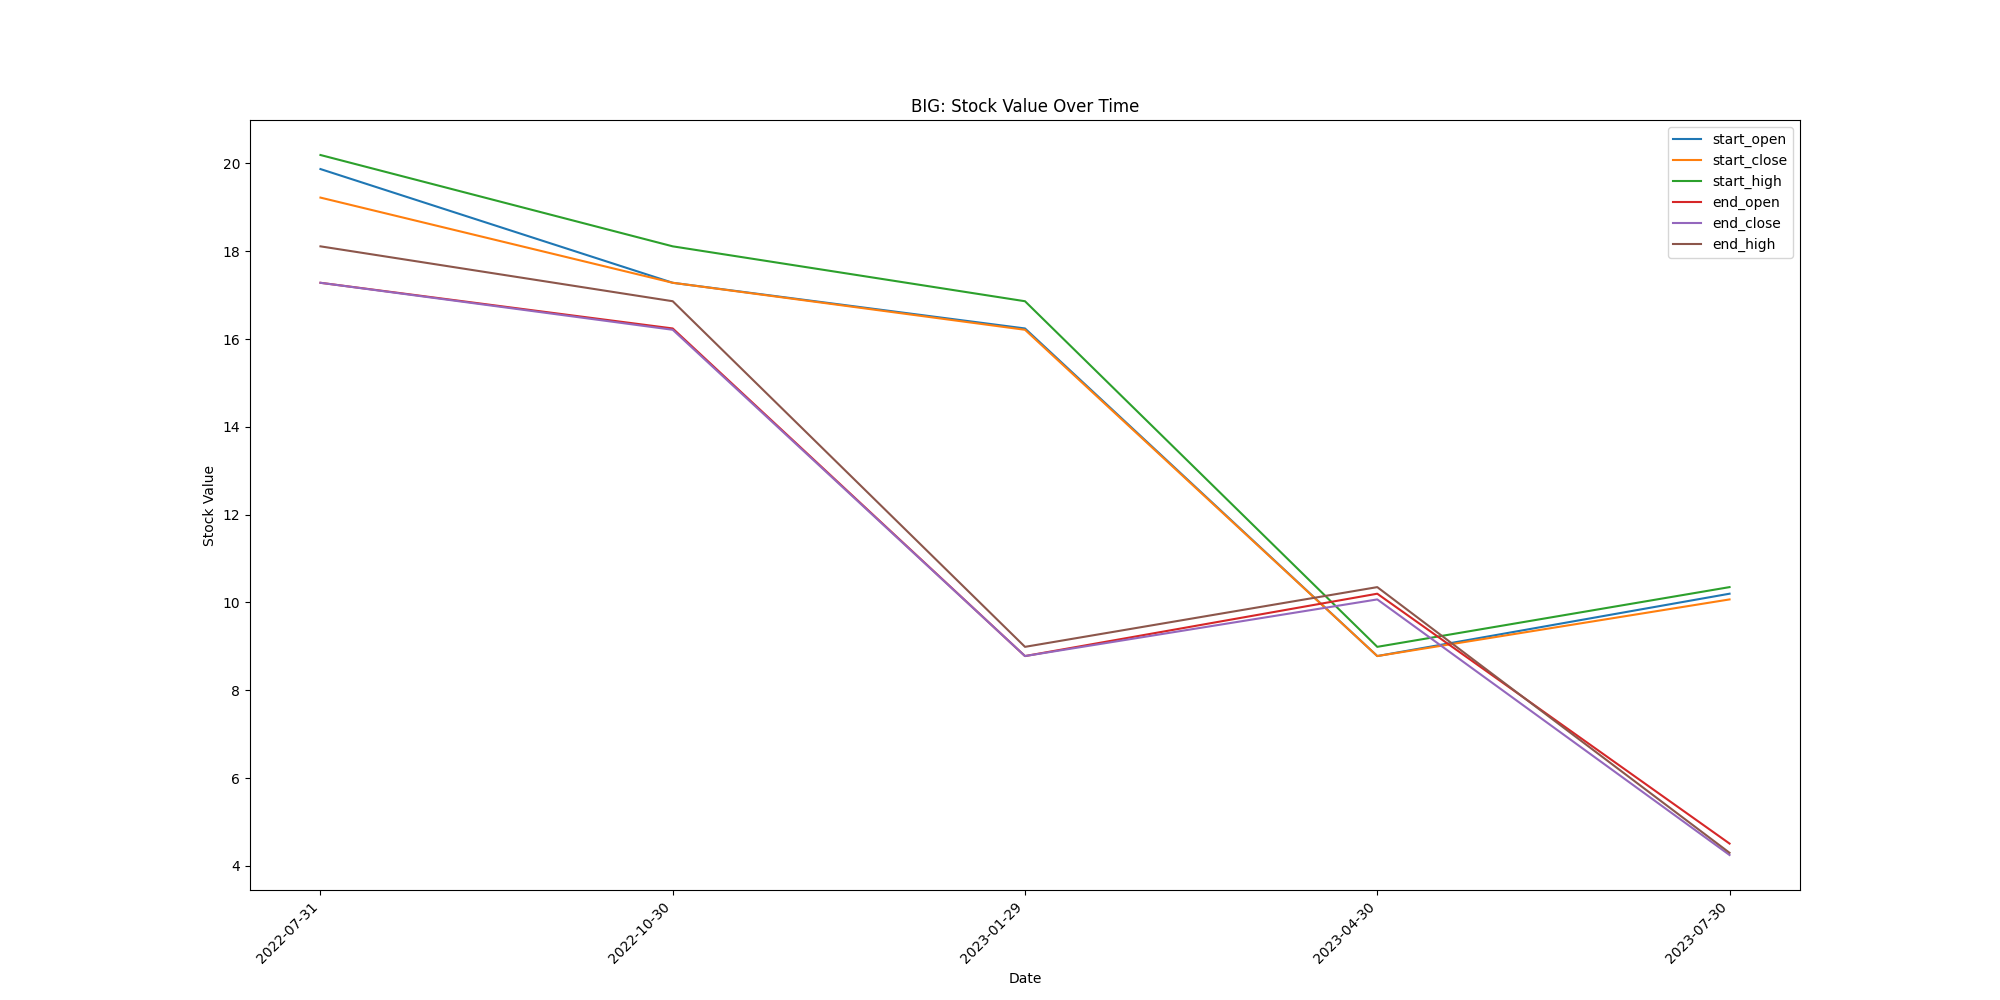 BIG: Stock Value Over Time
start_open
start_close
start_high
end_open
end_close
end_high
20
18
16
14
12
10
8
6
4
Stock Value
2022-07-31
2022-10-30
2023-01-29
2023-04-30
2023-07-30
Date